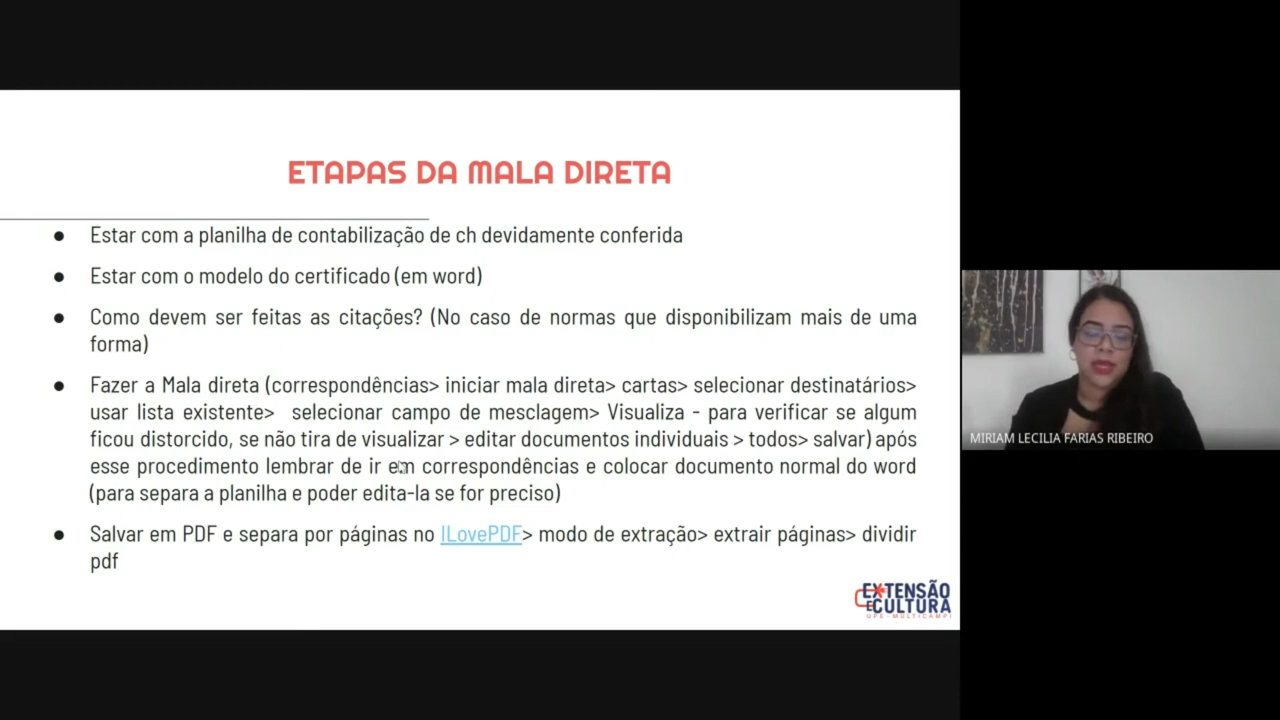 ETAPAS DA MALA DIRETA
● Estar com a planilha de contabilização de ch devidamente conferida
● Estar com o modelo do certificado (em word)
● Como devem ser feitas as citações? (No caso de normas que disponibilizam mais de uma
forma)
● Fazer a Mala direta (correspondências> iniciar mala direta> cartas> selecionar destinatários>
usar lista existente> selecionar campo de mesclagem> Visualiza - para verificar se algum
ficou distorcido, se não tira de visualizar > editar documentos individuais > todos> salvar) após
esse procedimento lembrar de ir em correspondências e colocar documento normal do word
(para separa a planilha e poder edita-la se for preciso)
● Salvar em PDF e separa por páginas no ILovePDF> modo de extração> extrair páginas> dividir
pdf
EXTENSÃO
E CULTURA
UPE - MULTICAMPI
MIRIAM LECILIA FARIAS RIBEIRO